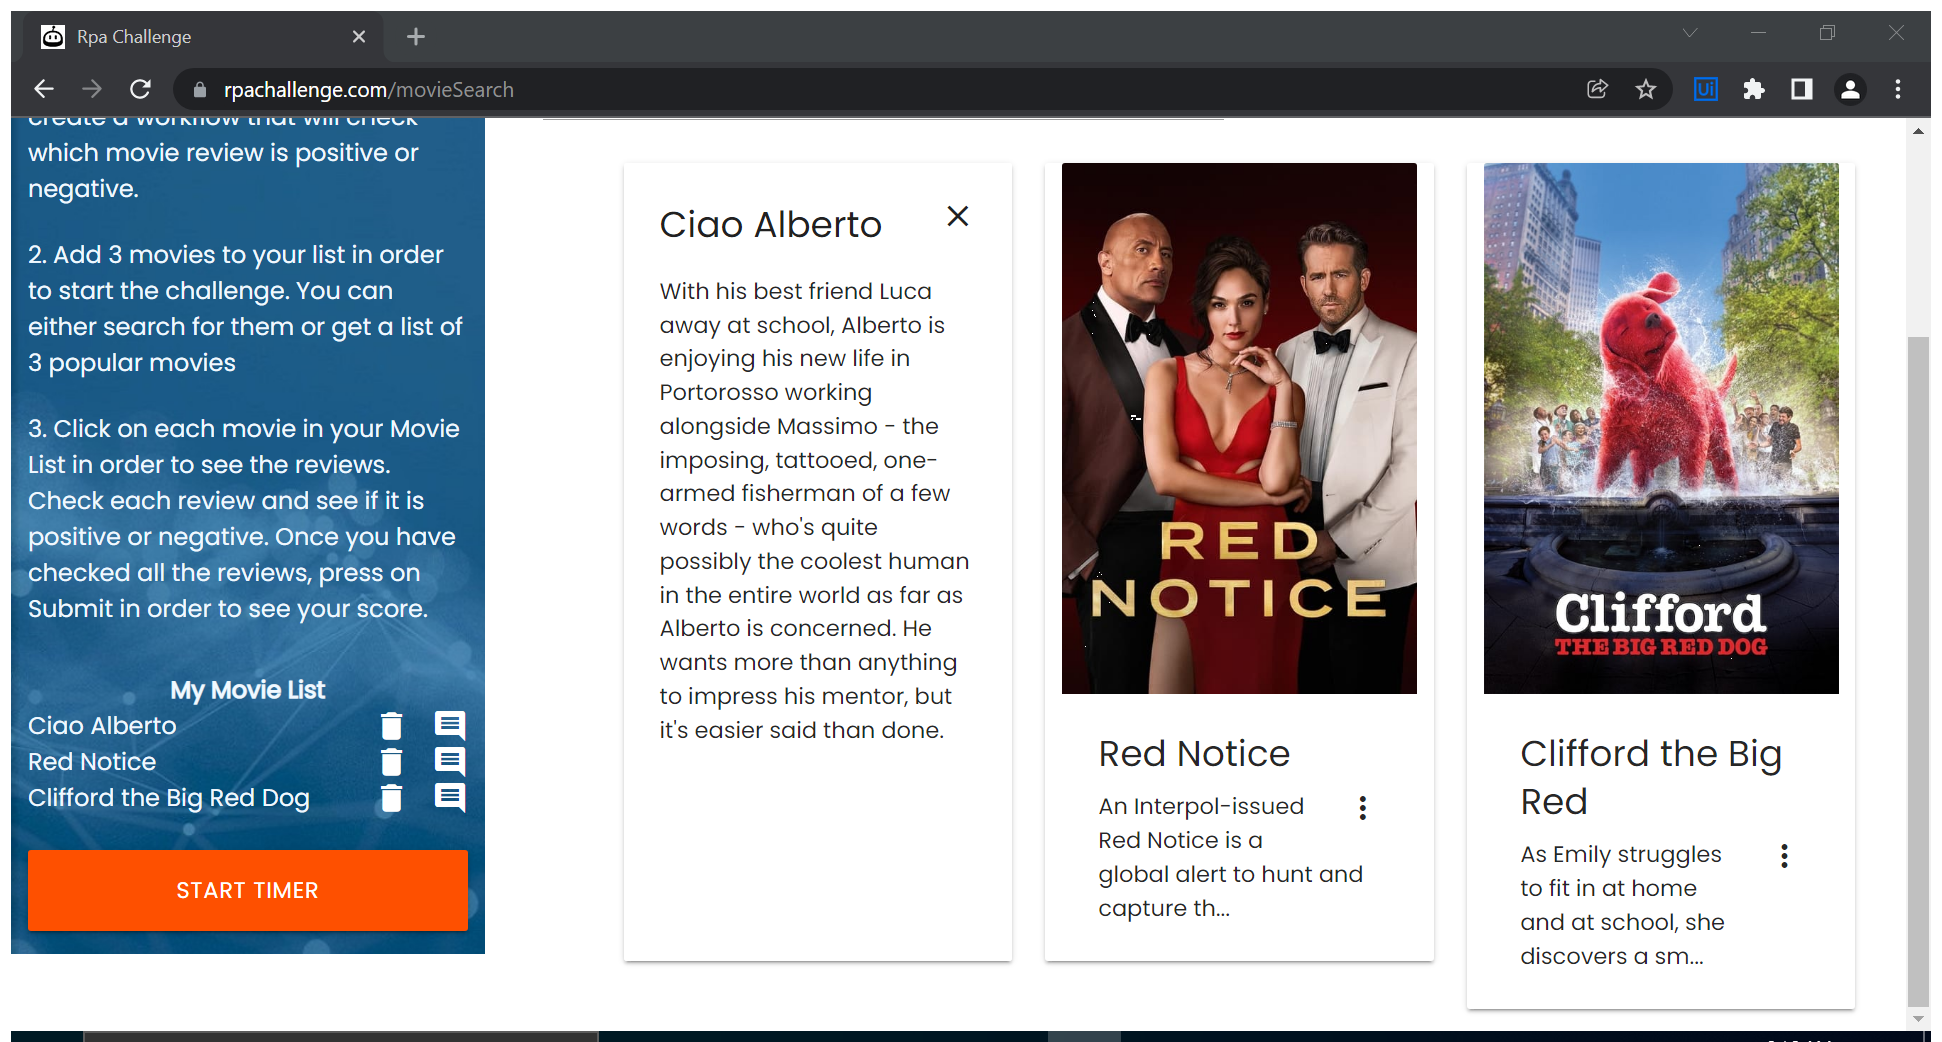 Rpa Challenge
rpachallenge.com/movieSearch
Ui
create a workflow that will check
which movie review is positive or
negative.
2. Add 3 movies to your list in order
to start the challenge. You can
either search for them or get a list of
3 popular movies
3. Click on each movie in your Movie
List in order to see the reviews.
Check each review and see if it is
positive or negative. Once you have
checked all the reviews, press on
Submit in order to see your score.
My Movie List
Ciao Alberto
Red Notice
Clifford the Big Red Dog
START TIMER
Ciao Alberto
With his best friend Luca
away at school, Alberto is
enjoying his new life in
Portorosso working
alongside Massimo - the
imposing, tattooed, one-
armed fisherman of a few
words - who's quite
possibly the coolest human
in the entire world as far as
Alberto is concerned. He
wants more than anything
to impress his mentor, but
it's easier said than done.
RED
NOTICE
Red Notice
An Interpol-issued
Red Notice is a
global alert to hunt and
capture th...
Clifford
THE BIG RED DOG
Clifford the Big
Red
As Emily struggles
to fit in at home
and at school, she
discovers a sm...